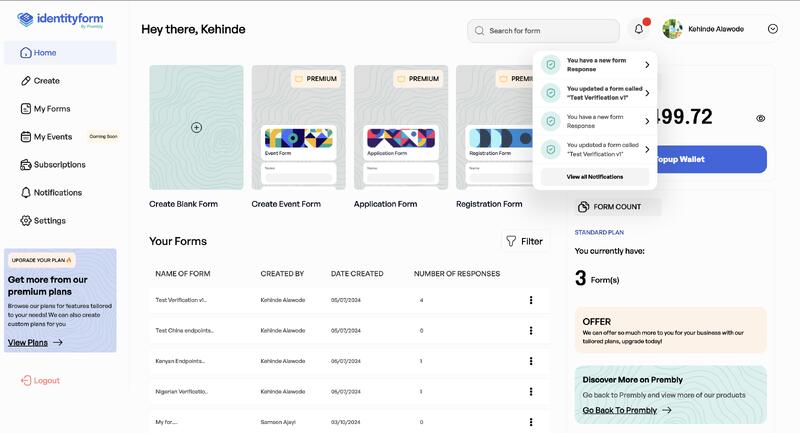 identityform
By Prembly
Home
Create
My Forms
My Events
Coming Soon
Subscriptions
Notifications
Settings
UPGRADE YOUR PLAN
Get more from our
premium plans
Browse our plans for features tailored
to your needs! We can also create
custom plans for you
View Plans
Logout
Hey there, Kehinde
Search for form
Kehinde Alawode
PREMIUM
PREMIUM
Event Form
Name
Application Form
Name
Registration Form
Name
Create Blank Form
Create Event Form
Application Form
Registration Form
You have a new form
Response
You updated a form called
"Test Verification v1"
You have a new form
Response
You updated a form called
"Test Verification v1"
View all Notifications
499.72
Topup Wallet
Your Forms
Filter
NAME OF FORM
CREATED BY
DATE CREATED
NUMBER OF RESPONSES
Test Verification v1..
Kehinde Alawode
05/07/2024
4
Test China endpoints..
Kehinde Alawode
05/07/2024
0
Kenyan Endpoints..
Kehinde Alawode
05/07/2024
1
Nigerian Verificatio..
Kehinde Alawode
05/07/2024
1
My for....
Samson Ajayi
03/10/2024
0
FORM COUNT
STANDARD PLAN
You currently have:
3 Form(s)
OFFER
We can offer so much more to you for your business with our
tailored plans, upgrade today!
Discover More on Prembly
Go back to Prembly and view more of our products
Go Back To Prembly